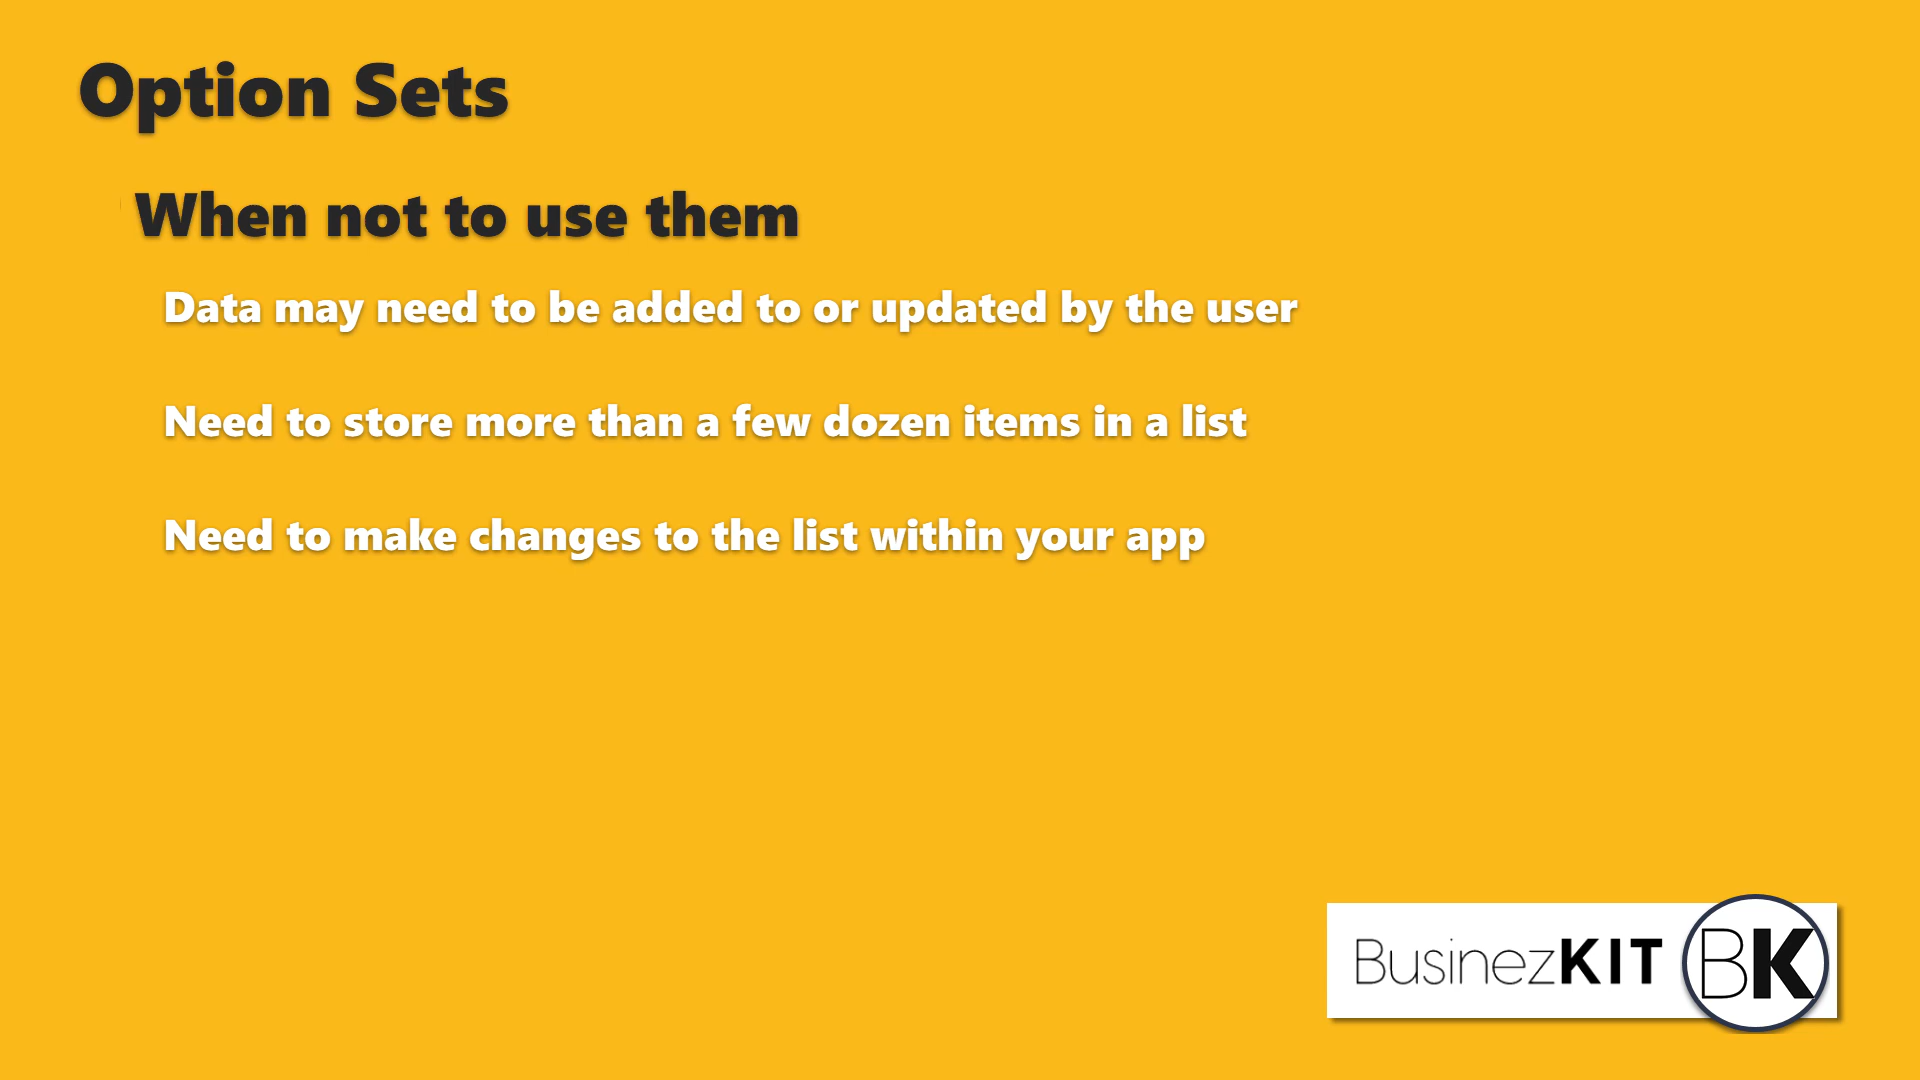 Option Sets
When not to use them
Data may need to be added to or updated by the user
Need to store more than a few dozen items in a list
Need to make changes to the list within your app
BusinezKIT BK